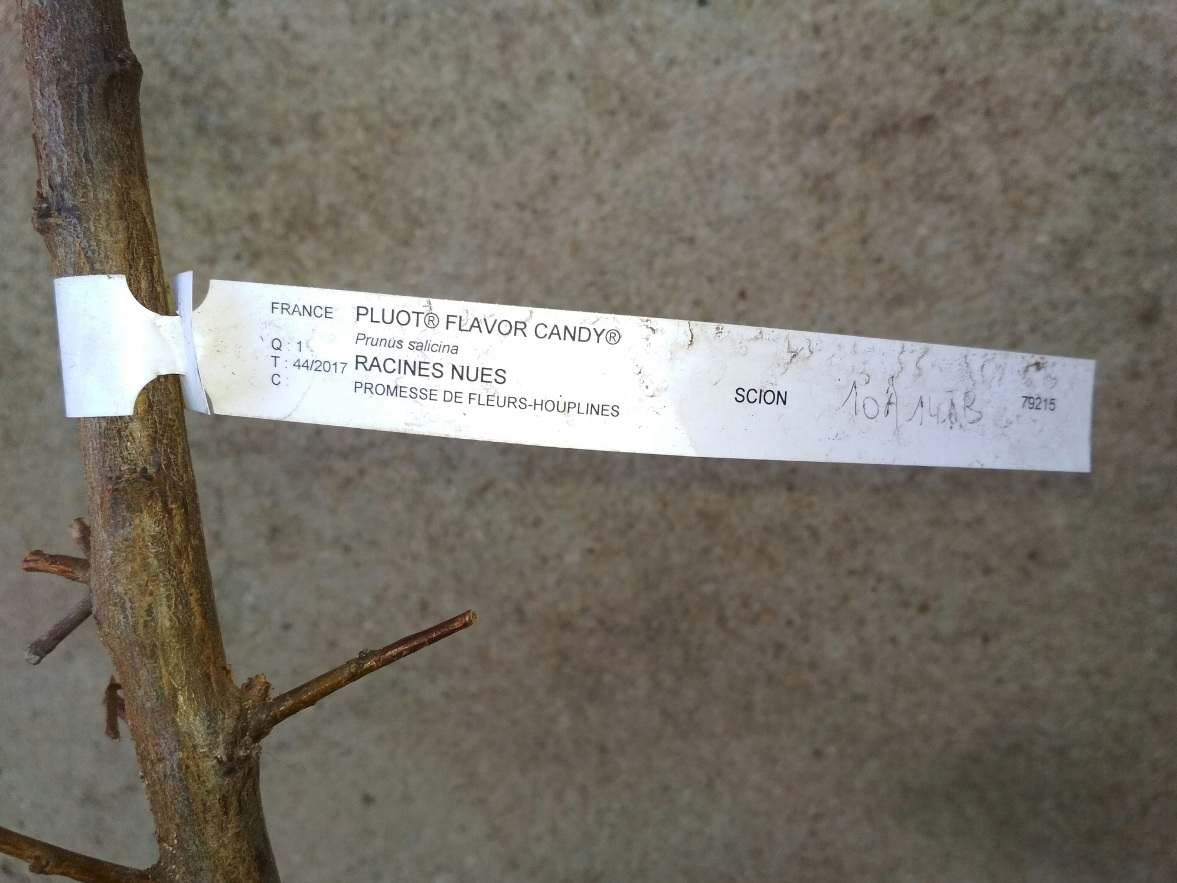 FRANCE PLUOT® FLAVOR CANDY®
Prunus salicina
Q : 1
T : 44/2017 RACINES NUES
C :
PROMESSE DE FLEURS-HOUPLINES
SCION
79215